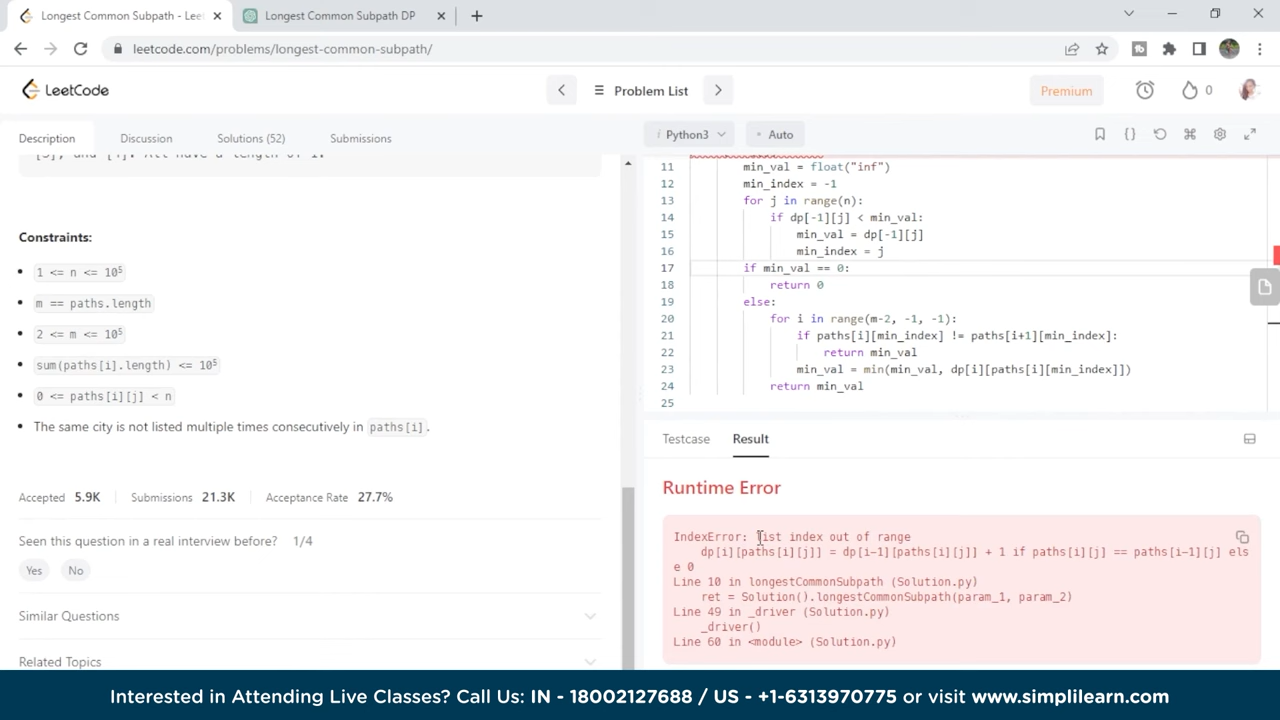 Longest Common Subpath - Lee
Longest Common Subpath DP
leetcode.com/problems/longest-common-subpath/
LeetCode
Problem List
Premium
0
Description
Discussion
Solutions (52)
Submissions
Python3
Auto
[3], and [4]. All have a length of 1.
Constraints:
1 <= n <= 10⁵
m == paths.length
2 <= m <= 10⁵
sum(paths[i].length) <= 10⁵
0 <= paths[i][j] < n
The same city is not listed multiple times consecutively in paths[i].
Accepted 5.9K
Submissions 21.3K
Acceptance Rate 27.7%
Seen this question in a real interview before? 1/4
Yes
No
Similar Questions
Related Topics
11 min_val = float("inf")
12 min_index = -1
13 for j in range(n):
14 if dp[-1][j] < min_val:
15 min_val = dp[-1][j]
16 min_index = j
17 if min_val == 0:
18 return 0
19 else:
20 for i in range(m-2, -1, -1):
21 if paths[i][min_index] != paths[i+1][min_index]:
22 return min_val
23 min_val = min(min_val, dp[i][paths[i][min_index]])
24 return min_val
25
Testcase
Result
Runtime Error
IndexError: list index out of range
dp[i][paths[i][j]] = dp[i-1][paths[i][j]] + 1 if paths[i][j] == paths[i-1][j] els
e 0
Line 10 in longestCommonSubpath (Solution.py)
ret = Solution().longestCommonSubpath(param_1, param_2)
Line 49 in _driver (Solution.py)
_driver()
Line 60 in <module> (Solution.py)
Interested in Attending Live Classes? Call Us: IN - 18002127688 / US - +1-6313970775 or visit www.simplilearn.com